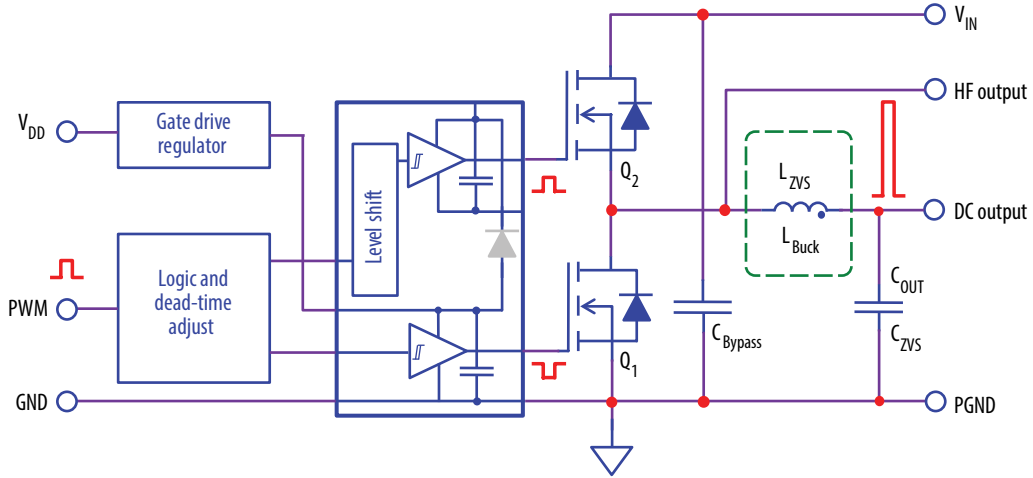 V_IN
HF output
V_DD
Gate drive
regulator
Level shift
Q_2
L_ZVS
L_Buck
DC output
PWM
Logic and
dead-time
adjust
C_OUT
C_Bypass
C_ZVS
Q_1
GND
PGND